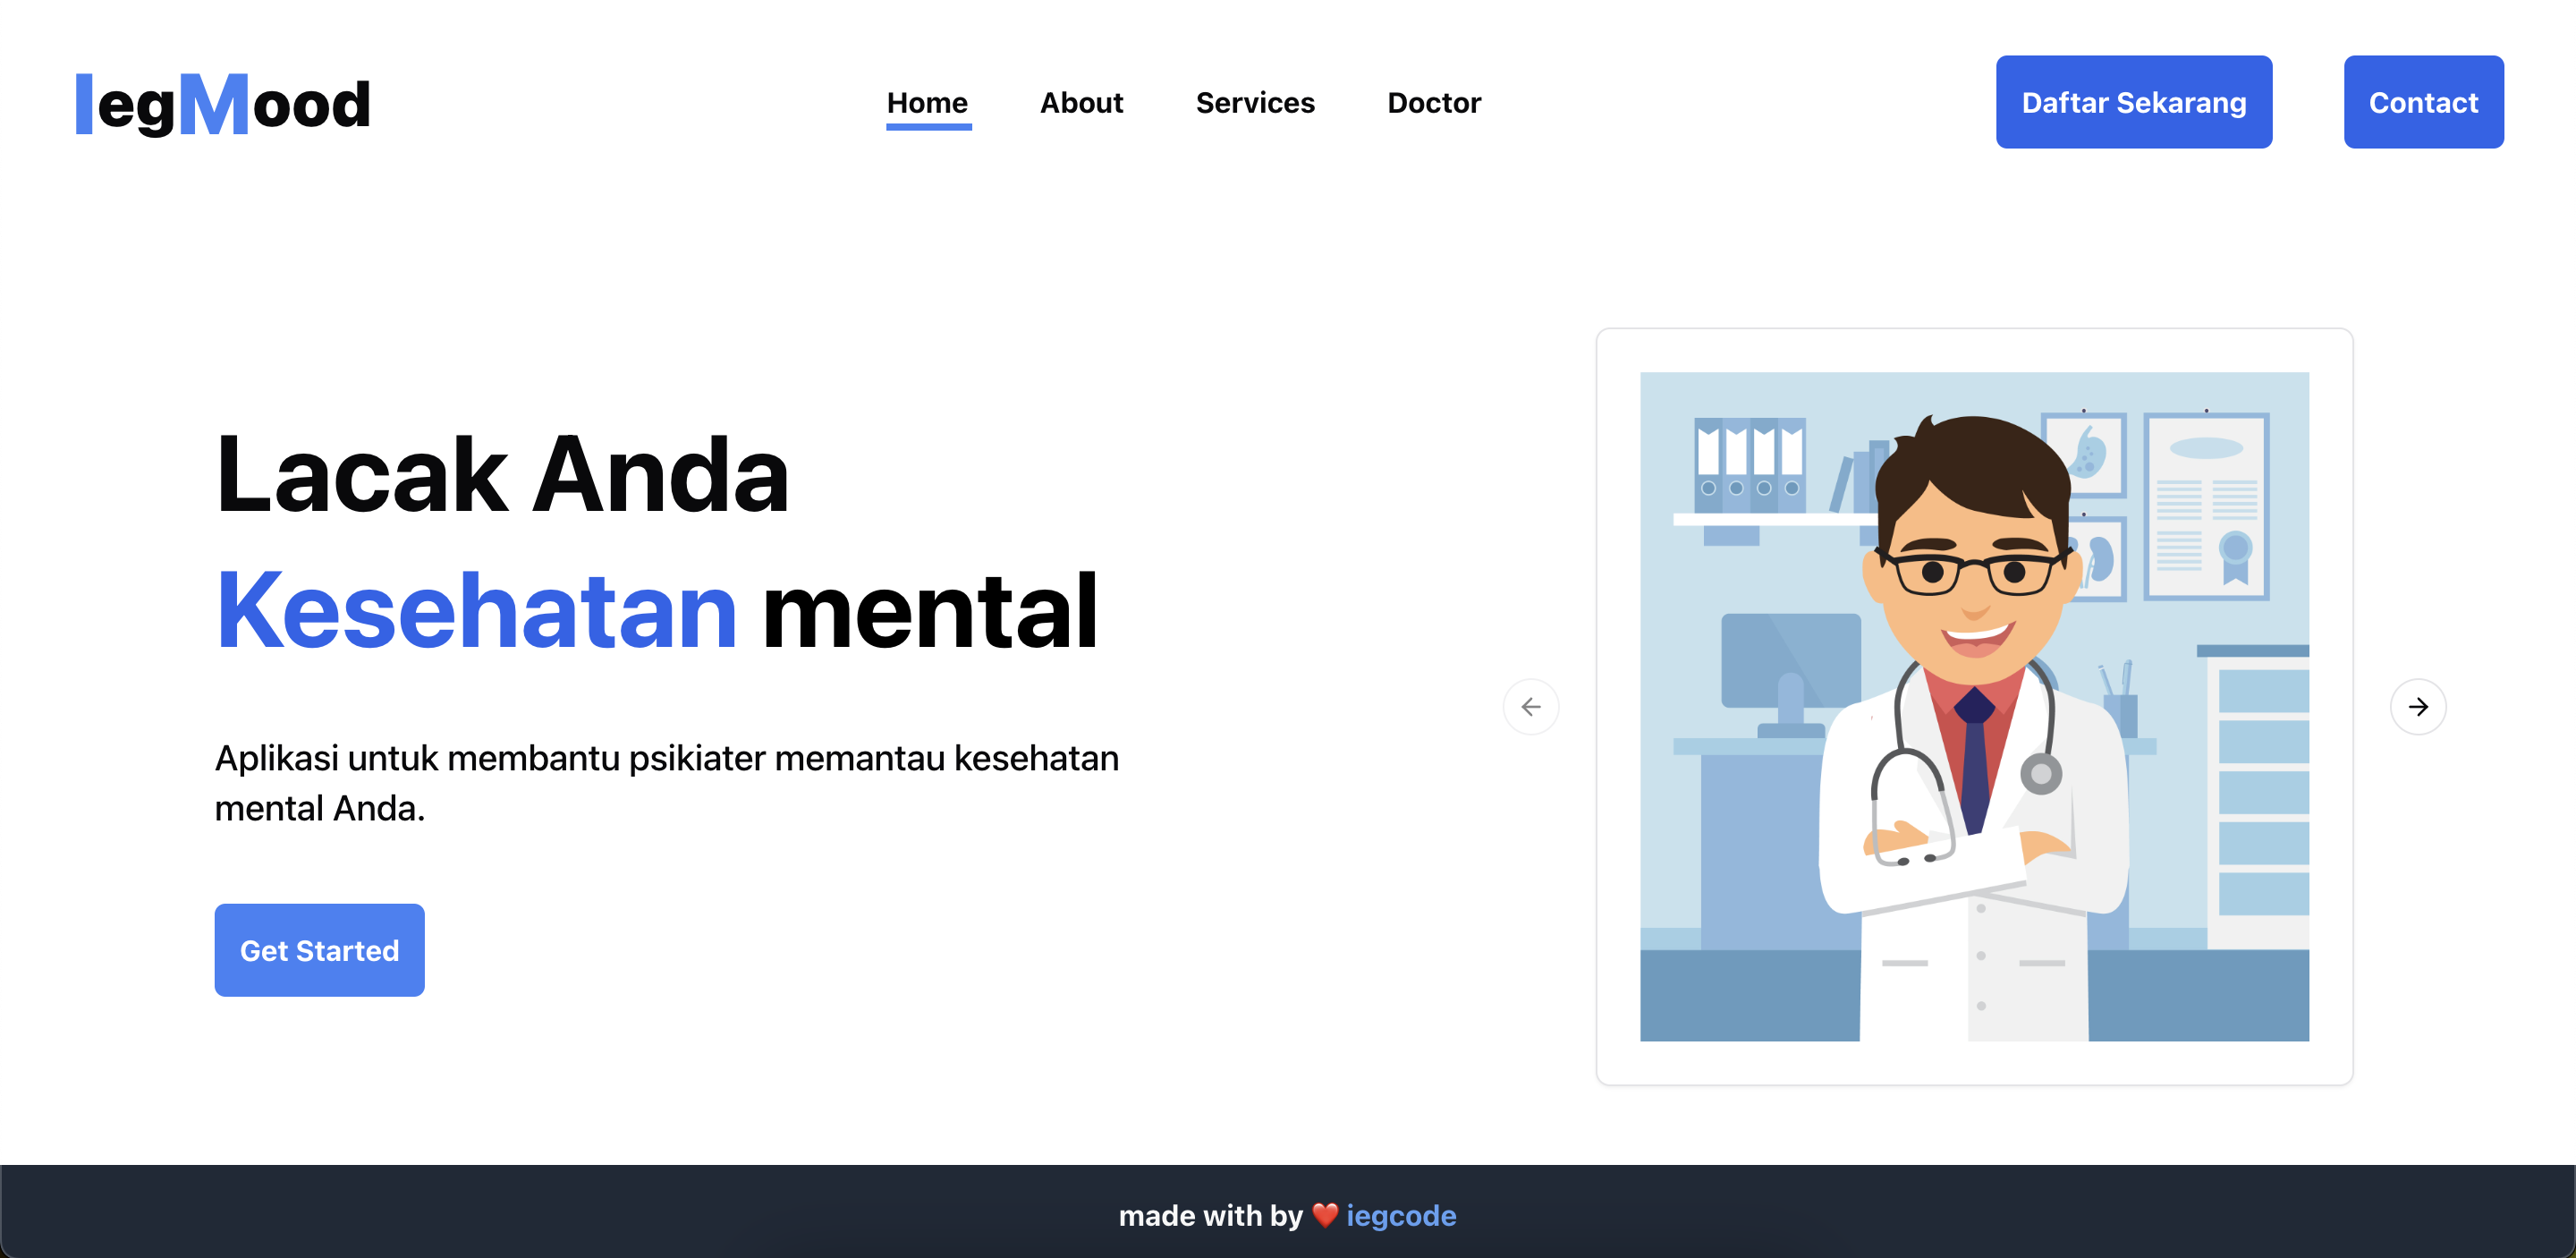 IegMood
Home About Services Doctor
Daftar Sekarang Contact
Lacak Anda
Kesehatan mental
Aplikasi untuk membantu psikiater memantau kesehatan
mental Anda.
Get Started
made with by ❤️ iegcode